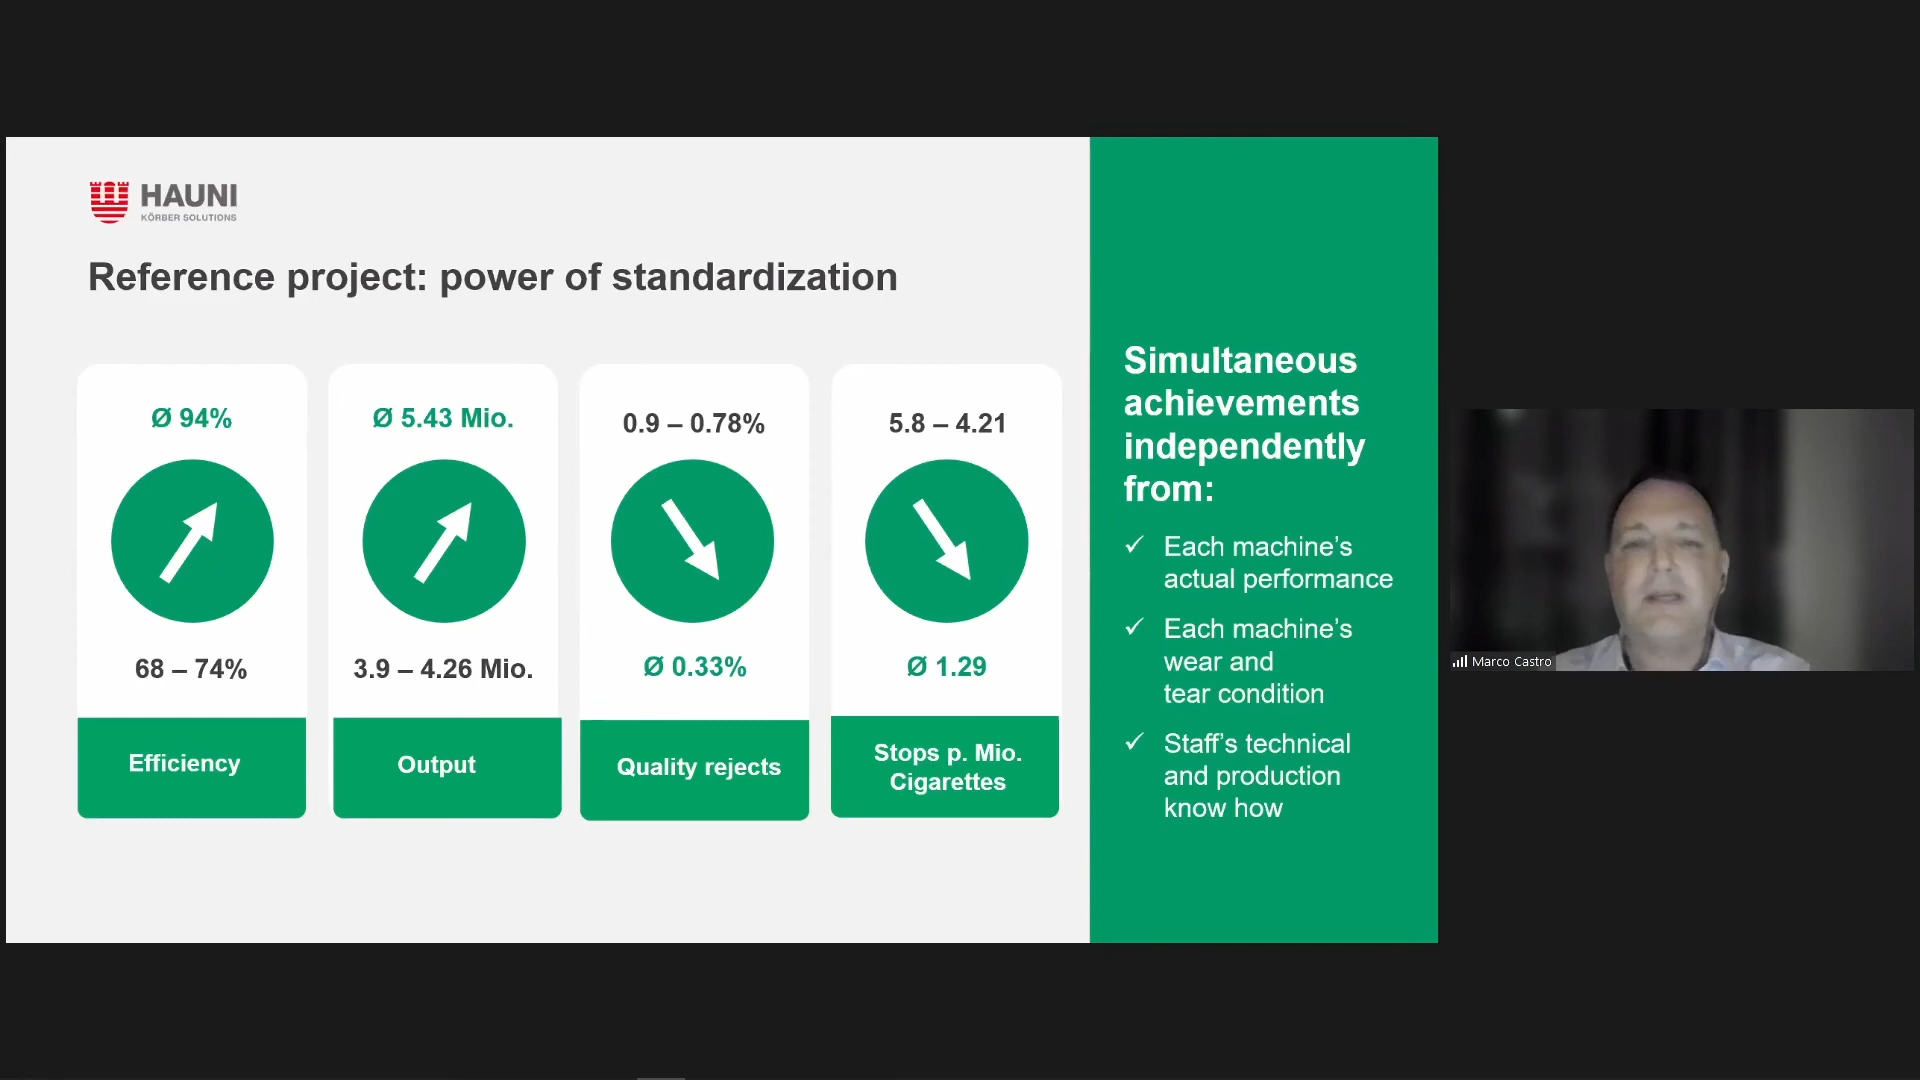 HAUNI
KÖRBER SOLUTIONS
Reference project: power of standardization
Ø 94%
68 – 74%
Efficiency
Ø 5.43 Mio.
3.9 – 4.26 Mio.
Output
0.9 – 0.78%
Ø 0.33%
Quality rejects
5.8 – 4.21
Ø 1.29
Stops p. Mio.
Cigarettes
Simultaneous
achievements
independently
from:
✓ Each machine’s
actual performance
✓ Each machine’s
wear and
tear condition
✓ Staff’s technical
and production
know how
Marco Castro